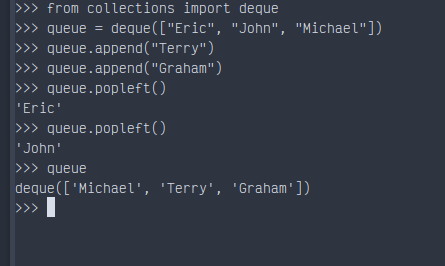 >>> from collections import deque
>>> queue = deque(["Eric", "John", "Michael"])
>>> queue.append("Terry")
>>> queue.append("Graham")
>>> queue.popleft()
'Eric'
>>> queue.popleft()
'John'
>>> queue
deque(['Michael', 'Terry', 'Graham'])
>>>